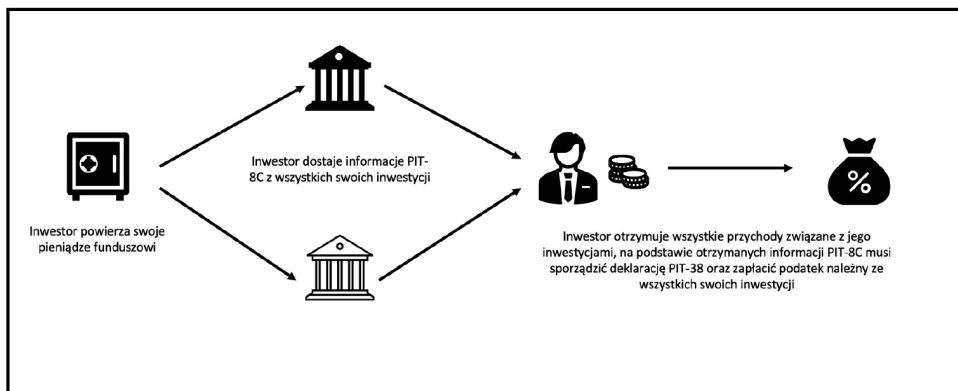 Inwestor dostaje informacje PIT-
8C z wszystkich swoich inwestycji
Inwestor powierza swoje
pieniądze funduszowi
%
Inwestor otrzymuje wszystkie przychody związane z jego
inwestycjami, na podstawie otrzymanych informacji PIT-8C musi
sporządzić deklarację PIT-38 oraz zapłacić podatek należny ze
wszystkich swoich inwestycji